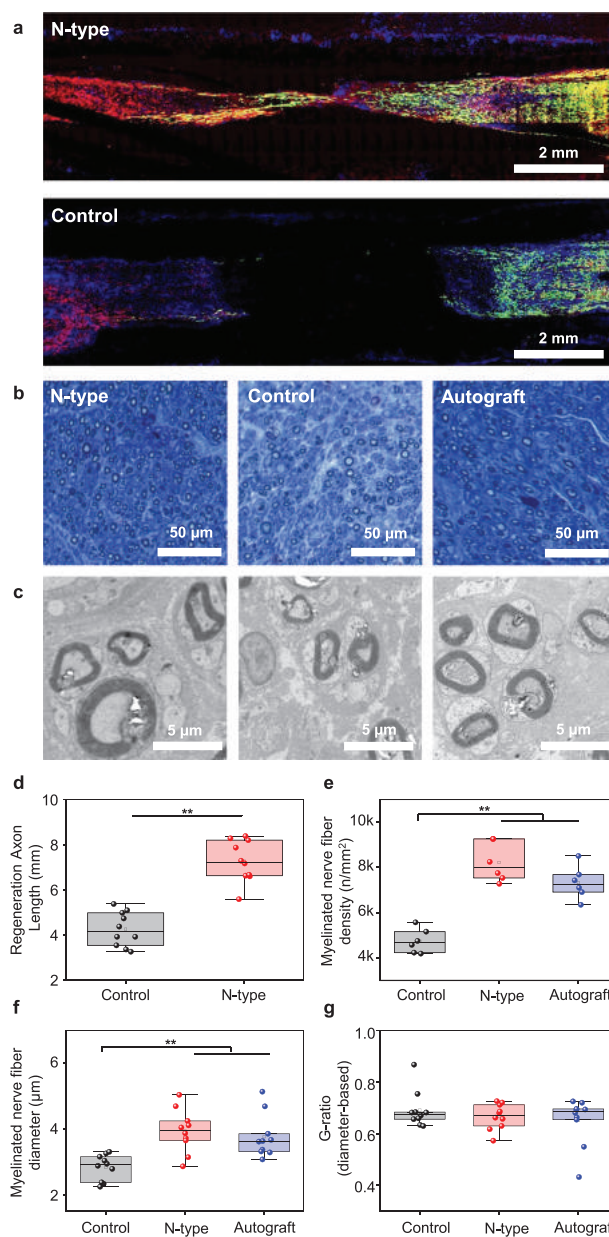 a
N-type
2 mm
Control
2 mm
b
N-type
Control
Autograft
50 μm
50 μm
50 μm
c
5 μm
5 μm
5 μm
d
Regeneration Axon
Length (mm)
10
8
6
4
2
**
Control
N-type
e
Myelinated nerve fiber
density (n/mm²)
10k
8k
6k
4k
**
Control
N-type
Autograft
f
Myelinated nerve fiber
diameter (μm)
6
4
2
**
Control
N-type
Autograft
g
G-ratio
(diameter-based)
1.0
0.8
0.6
0.4
Control
N-type
Autograft